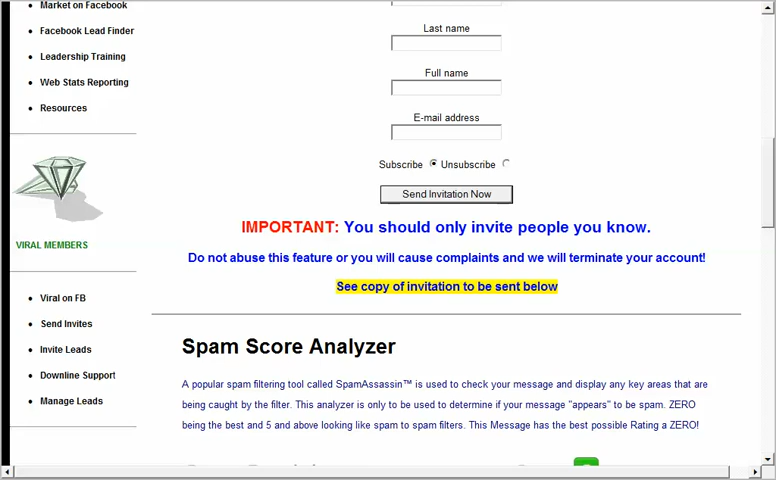 Market on Facebook
Facebook Lead Finder
Leadership Training
Web Stats Reporting
Resources
VIRAL MEMBERS
Viral on FB
Send Invites
Invite Leads
Downline Support
Manage Leads
Last name
Full name
E-mail address
Subscribe Unsubscribe
Send Invitation Now
IMPORTANT: You should only invite people you know.
Do not abuse this feature or you will cause complaints and we will terminate your account!
See copy of invitation to be sent below
Spam Score Analyzer
A popular spam filtering tool called SpamAssassin™ is used to check your message and display any key areas that are
being caught by the filter. This analyzer is only to be used to determine if your message "appears" to be spam. ZERO
being the best and 5 and above looking like spam to spam filters. This Message has the best possible Rating a ZERO!